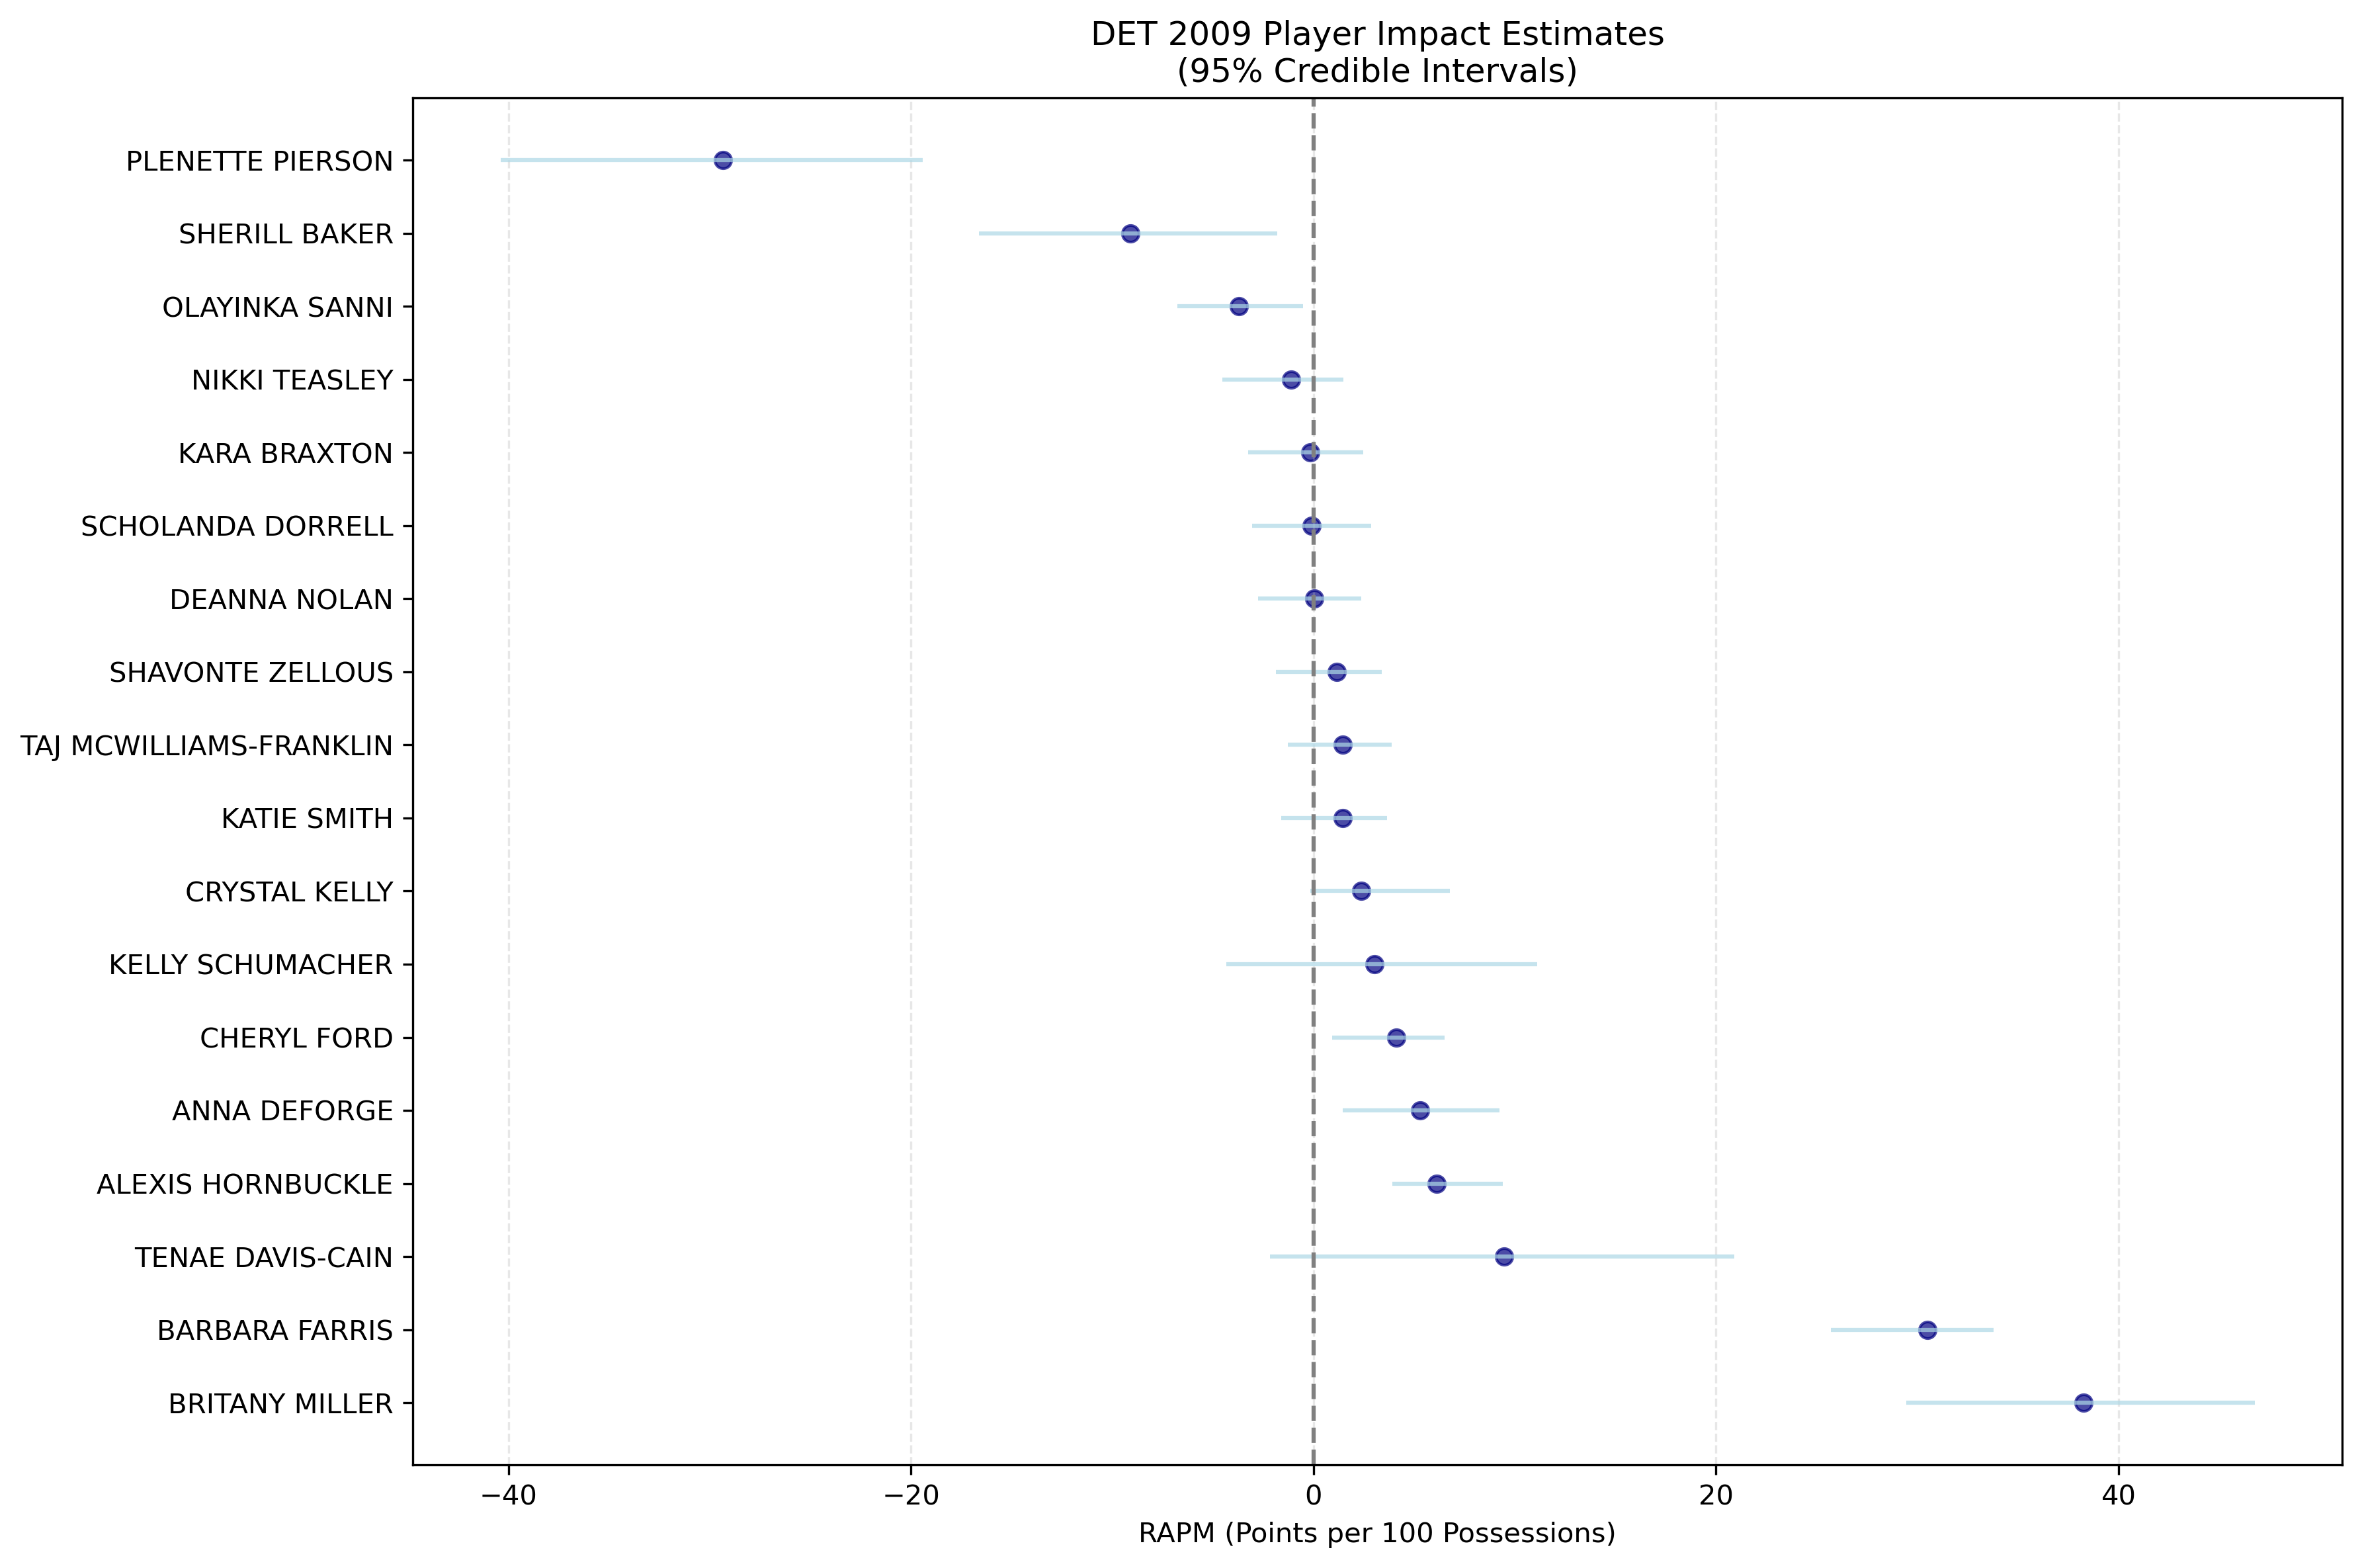 DET 2009 Player Impact Estimates
(95% Credible Intervals)
PLENETTE PIERSON
SHERILL BAKER
OLAYINKA SANNI
NIKKI TEASLEY
KARA BRAXTON
SCHOLANDA DORRELL
DEANNA NOLAN
SHAVONTE ZELLOUS
TAJ MCWILLIAMS-FRANKLIN
KATIE SMITH
CRYSTAL KELLY
KELLY SCHUMACHER
CHERYL FORD
ANNA DEFORGE
ALEXIS HORNBUCKLE
TENAE DAVIS-CAIN
BARBARA FARRIS
BRITANY MILLER
−40 −20 0 20 40
RAPM (Points per 100 Possessions)